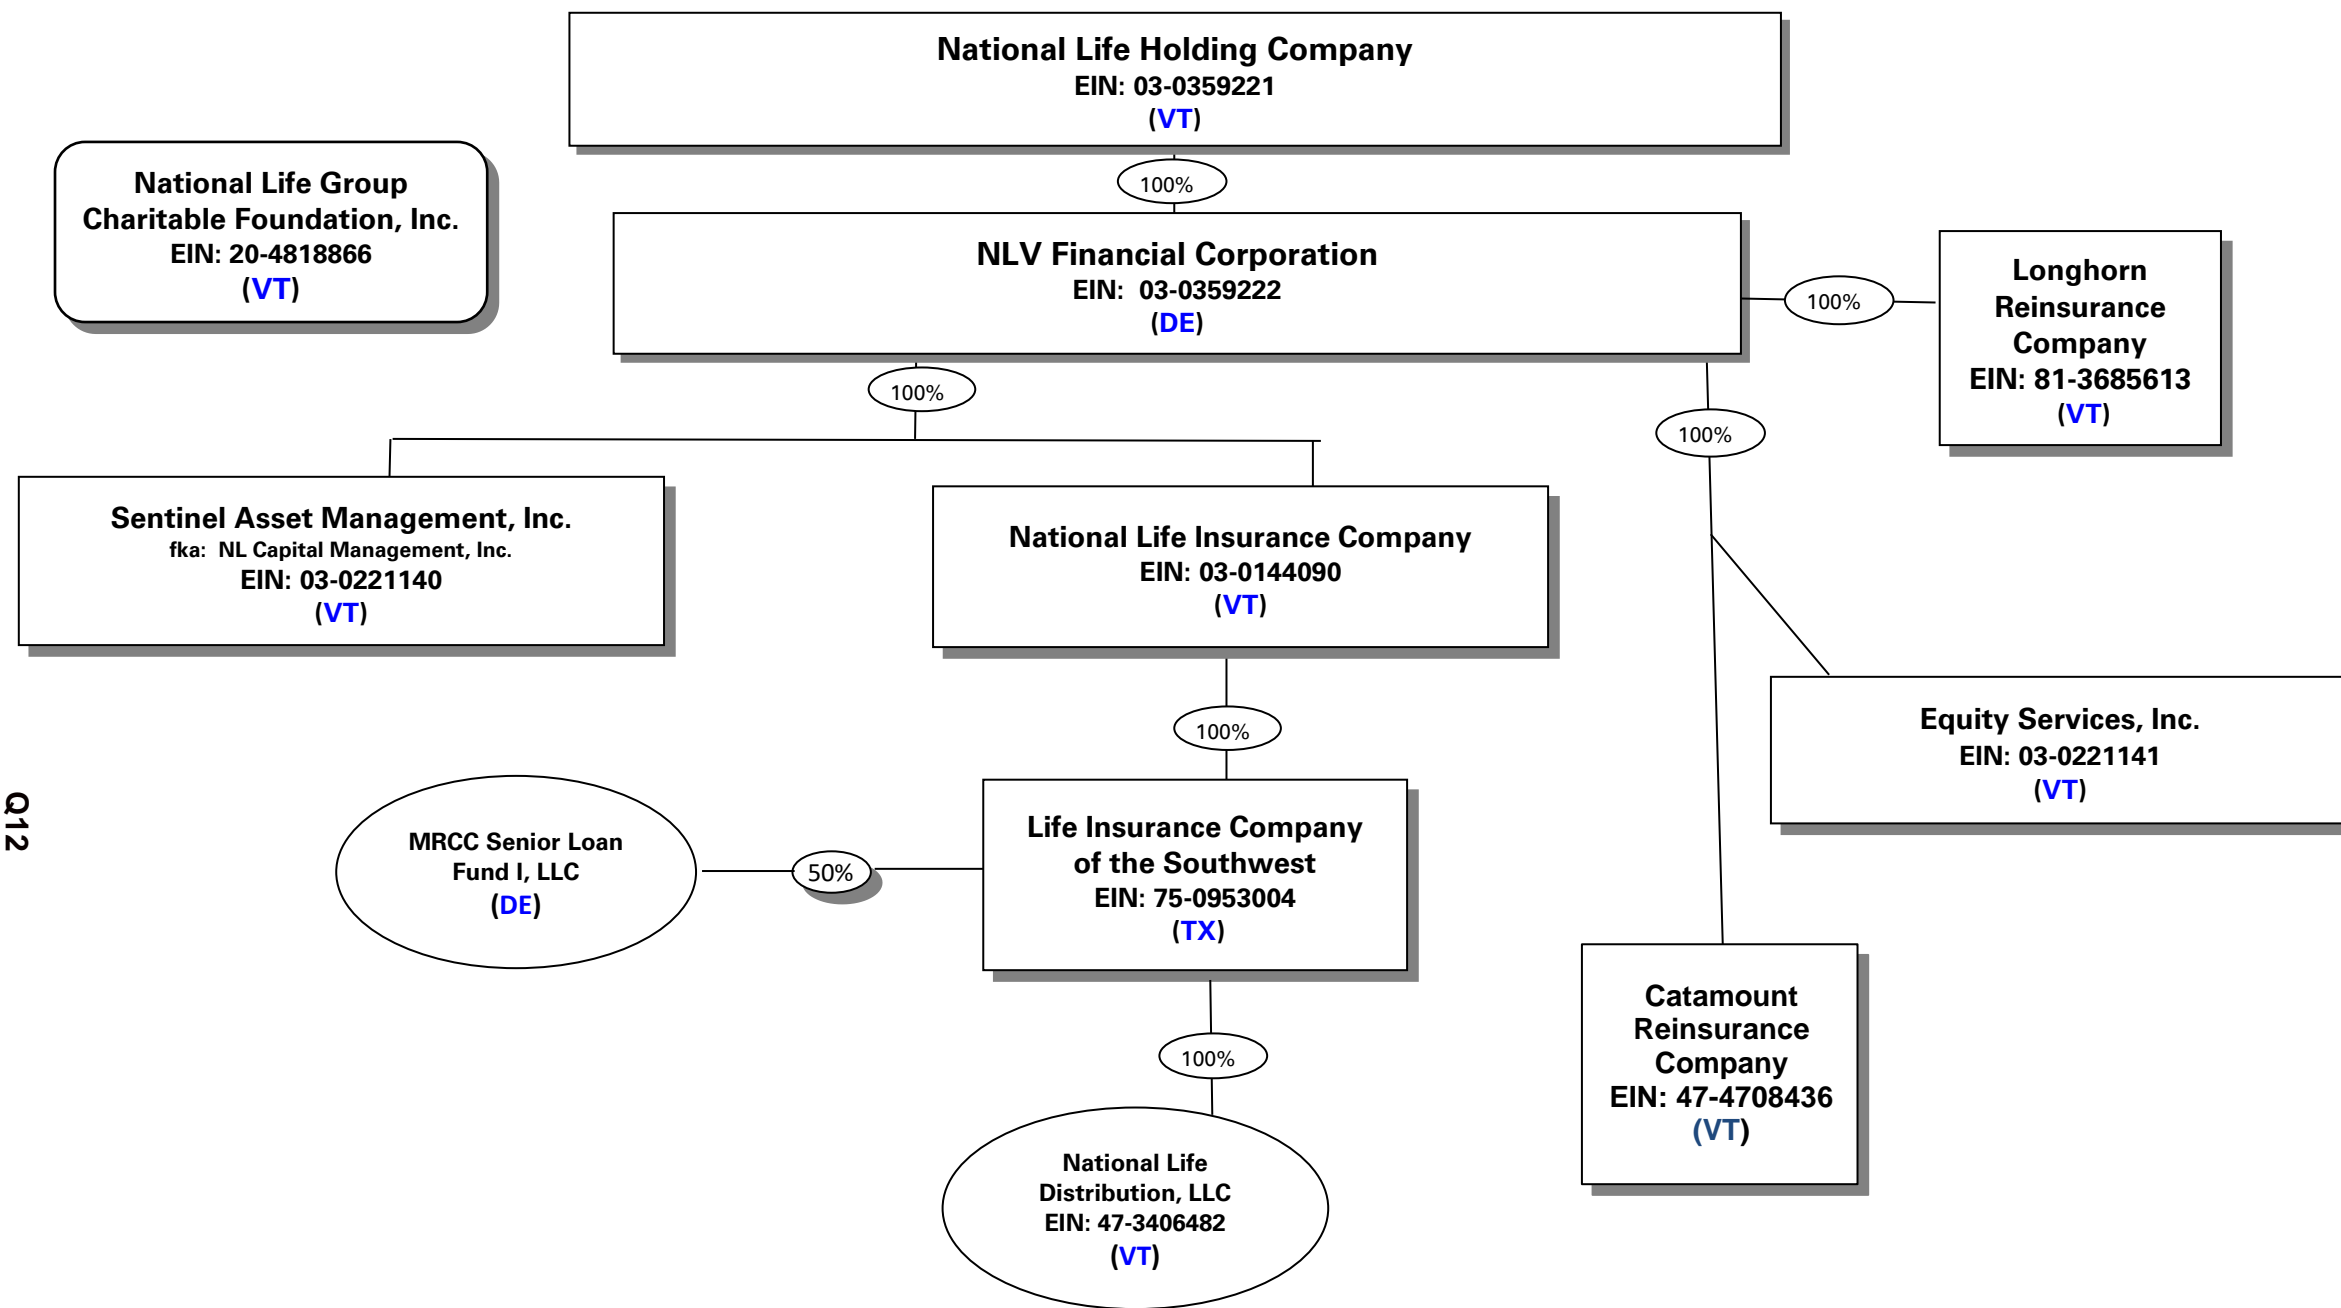 National Life Holding Company
EIN: 03-0359221
(VT)
100%
National Life Group
Charitable Foundation, Inc.
EIN: 20-4818866
(VT)
NLV Financial Corporation
EIN:  03-0359222
(DE)
100%
Longhorn
Reinsurance
Company
EIN: 81-3685613
(VT)
100%
100%
Sentinel Asset Management, Inc.
fka:  NL Capital Management, Inc.
EIN: 03-0221140
(VT)
National Life Insurance Company
EIN: 03-0144090
(VT)
100%
Equity Services, Inc.
EIN: 03-0221141
(VT)
Q12
MRCC Senior Loan
Fund I, LLC
(DE)
50%
Life Insurance Company
of the Southwest
EIN: 75-0953004
(TX)
100%
Catamount
Reinsurance
Company
EIN: 47-4708436
(VT)
National Life
Distribution, LLC
EIN: 47-3406482
(VT)